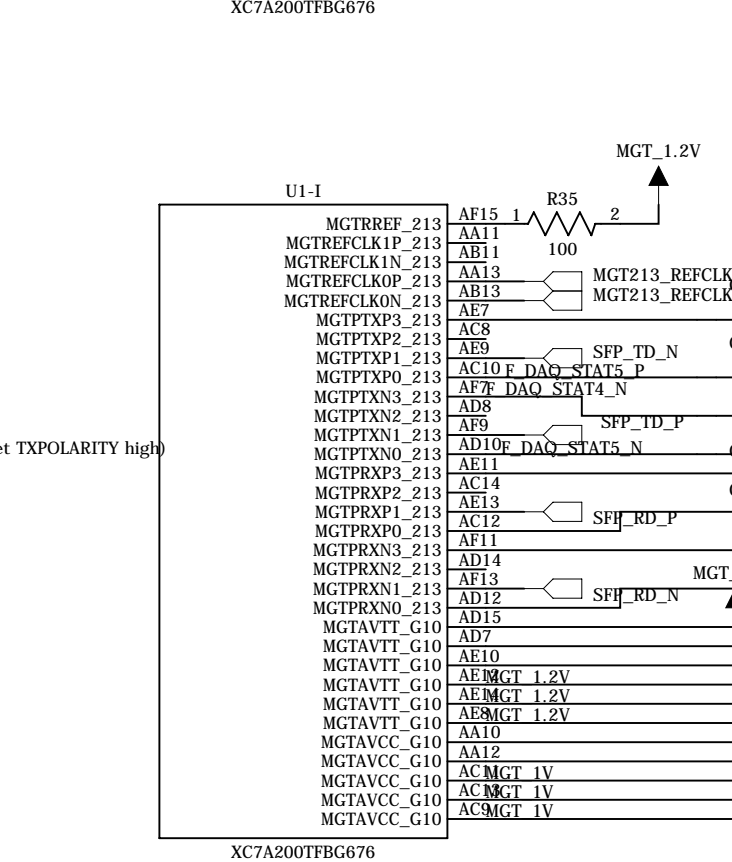 XC7A200TFBG676
MGT_1.2V
U1-I
R35
MGTRREF_213 AF15 1 2
100
MGTREFCLK1P_213 AA11
MGTREFCLK1N_213 AB11
MGTREFCLK0P_213 AA13 MGT213_REFCLK
MGTREFCLK0N_213 AB13 MGT213_REFCLK
MGTPTXP3_213 AE7
MGTPTXP2_213 AC8
MGTPTXP1_213 AE9 SFP_TD_N
MGTPTXP0_213 AC10 F_DAQ_STAT5_P
MGTPTXN3_213 AF7 F_DAQ_STAT4_N
MGTPTXN2_213 AD8
MGTPTXN1_213 AF9 SFP_TD_P
et TXPOLARITY high)
MGTPTXN0_213 AD10 F_DAQ_STAT5_N
MGTPRXP3_213 AE11
MGTPRXP2_213 AC14
MGTPRXP1_213 AE13 SFP_RD_P
MGTPRXP0_213 AC12
MGTPRXN3_213 AF11
MGTPRXN2_213 AD14
MGT_
MGTPRXN1_213 AF13 SFP_RD_N
MGTPRXN0_213 AD12
MGTAVTT_G10 AD15
MGTAVTT_G10 AD7
MGTAVTT_G10 AE10
MGTAVTT_G10 AE12 MGT_1.2V
MGTAVTT_G10 AE14 MGT_1.2V
MGTAVTT_G10 AE8 MGT_1.2V
MGTAVCC_G10 AA10
MGTAVCC_G10 AA12
MGTAVCC_G10 AC11 MGT_1V
MGTAVCC_G10 AC13 MGT_1V
MGTAVCC_G10 AC9 MGT_1V
XC7A200TFBG676